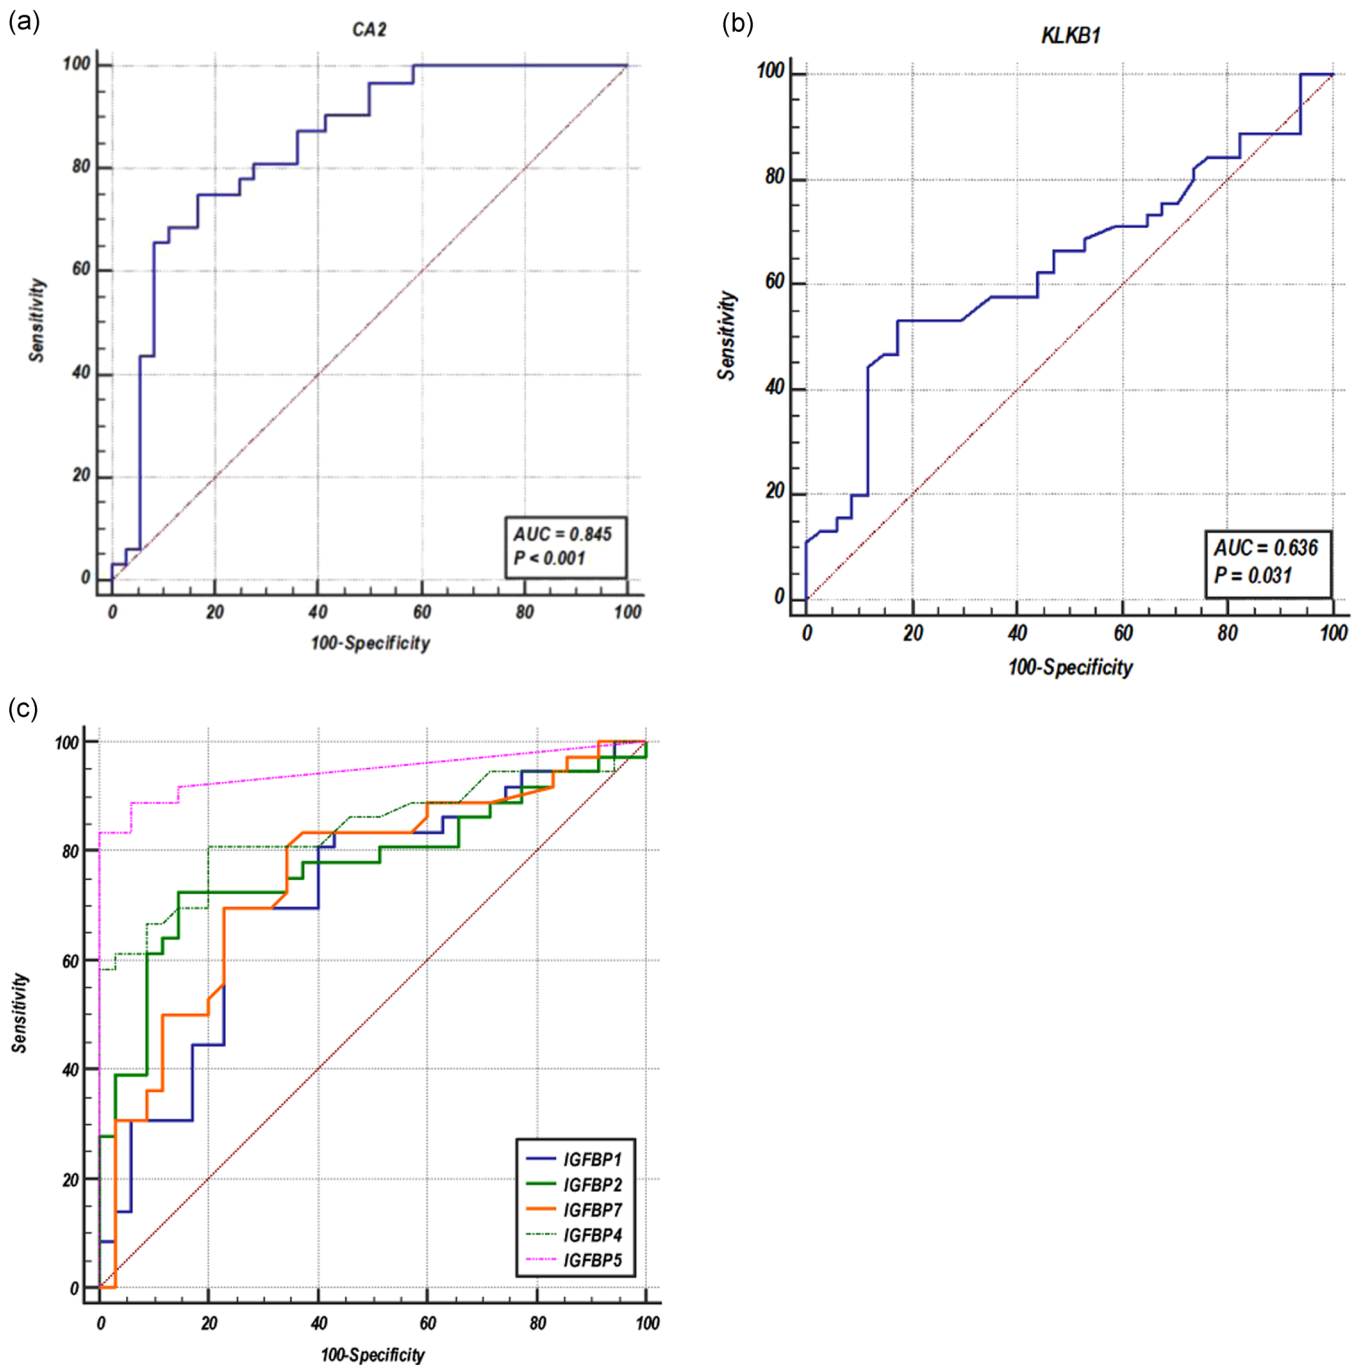 (a)
CA2
100
80
60
40
20
0
Sensitivity
0 20 40 60 80 100
100-Specificity
AUC = 0.845
P < 0.001
(b)
KLKB1
100
80
60
40
20
0
Sensitivity
0 20 40 60 80 100
100-Specificity
AUC = 0.636
P = 0.031
(c)
100
80
60
40
20
0
Sensitivity
0 20 40 60 80 100
100-Specificity
IGFBP1
IGFBP2
IGFBP7
IGFBP4
IGFBP5